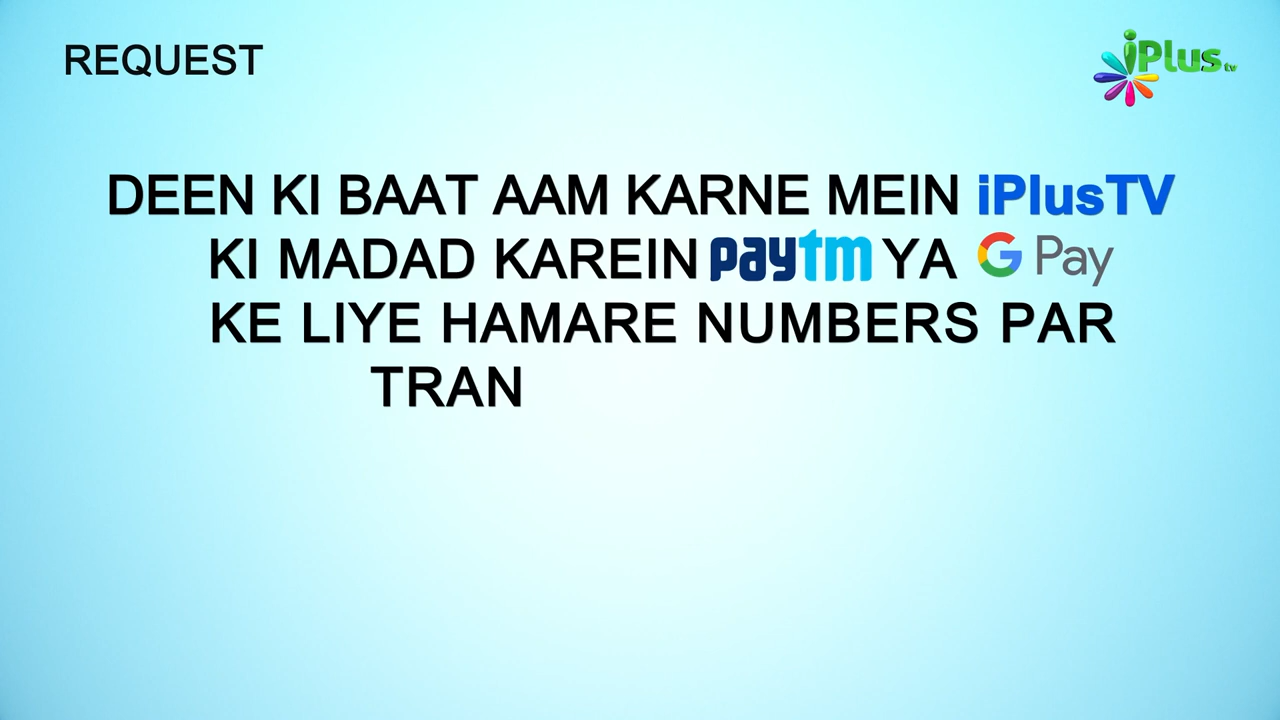 REQUEST
iPlus tv
DEEN KI BAAT AAM KARNE MEIN iPlusTV
KI MADAD KAREIN paytm YA G Pay
KE LIYE HAMARE NUMBERS PAR
TRAN